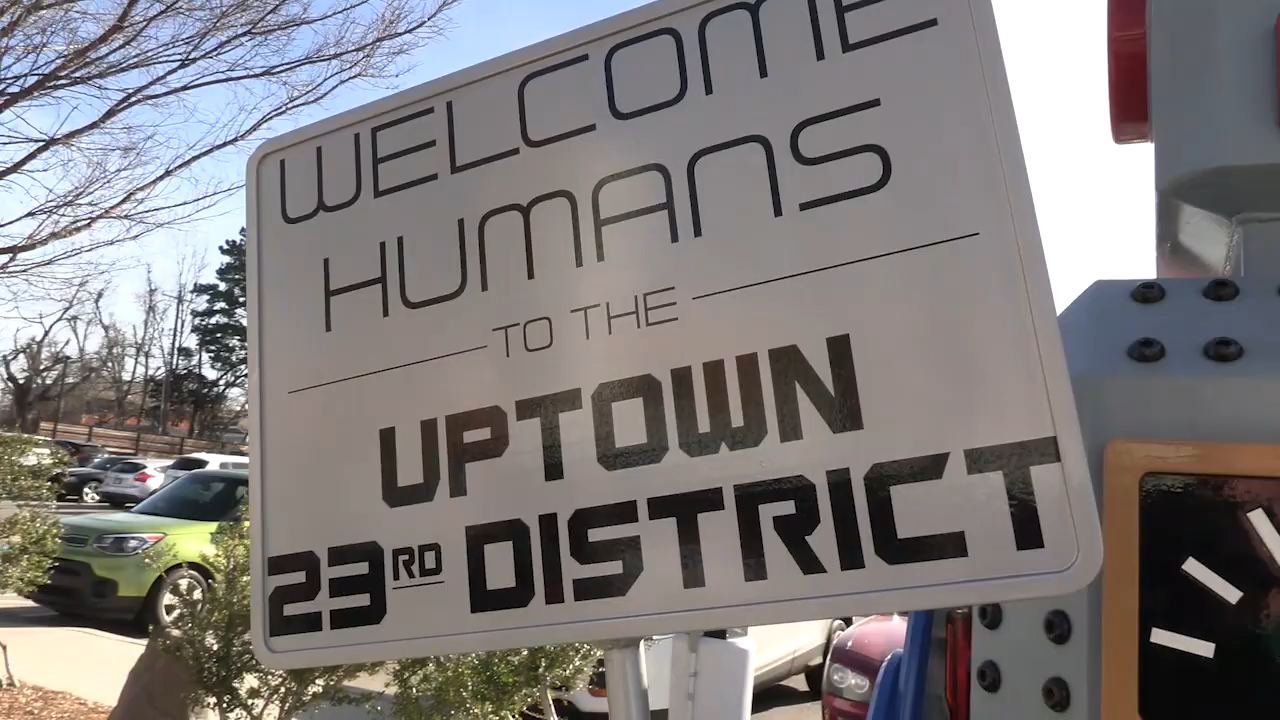 WELCOME
HUMANS
TO THE
UPTOWN
23RD DISTRICT